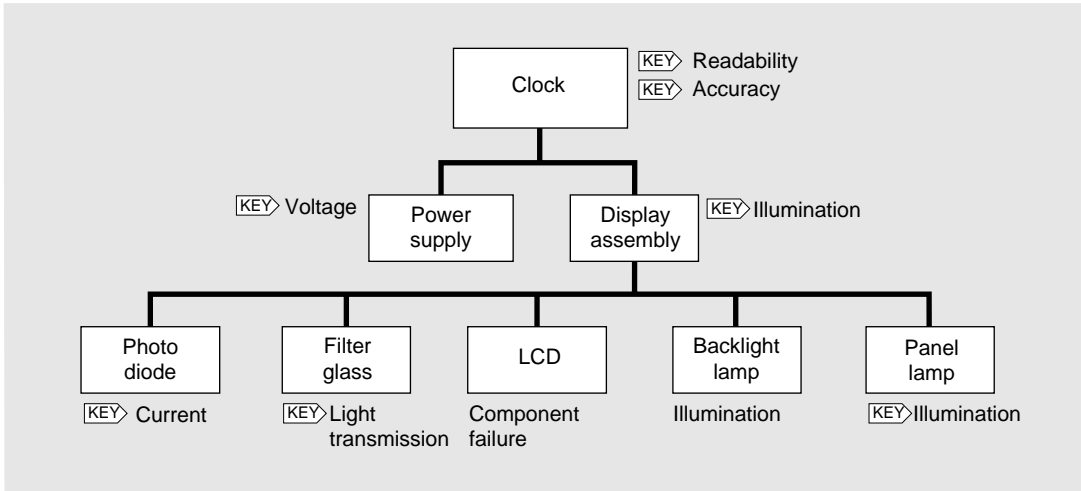 Clock
KEY Readability
KEY Accuracy
KEY Voltage
Power
supply
Display
assembly
KEY Illumination
Photo
diode
Filter
glass
LCD
Backlight
lamp
Panel
lamp
KEY Current
KEY Light
transmission
Component
failure
Illumination
KEY Illumination